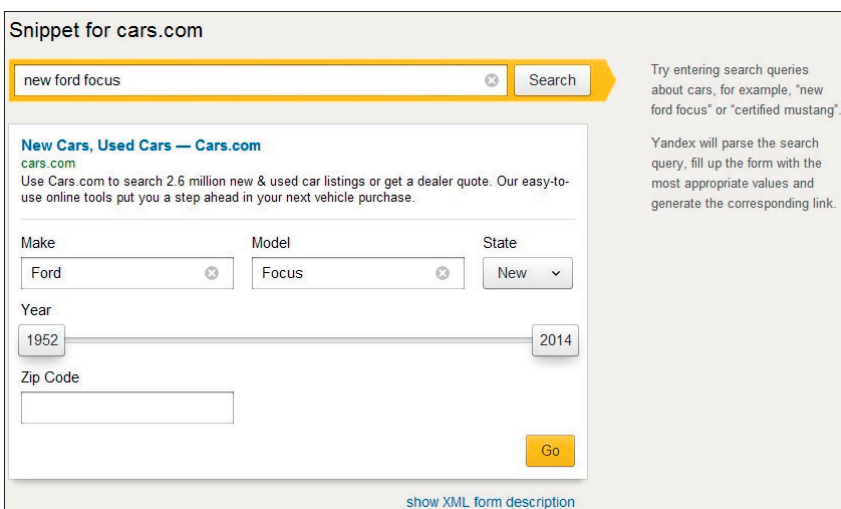 Snippet for cars.com
new ford focus
Search
Try entering search queries
about cars, for example, “new
ford focus” or “certified mustang”.
Yandex will parse the search
query, fill up the form with the
most appropriate values and
generate the corresponding link.
New Cars, Used Cars — Cars.com
cars.com
Use Cars.com to search 2.6 million new & used car listings or get a dealer quote. Our easy-to-
use online tools put you a step ahead in your next vehicle purchase.
Make Model State
Ford Focus New
Year
1952 2014
Zip Code
Go
show XML form description